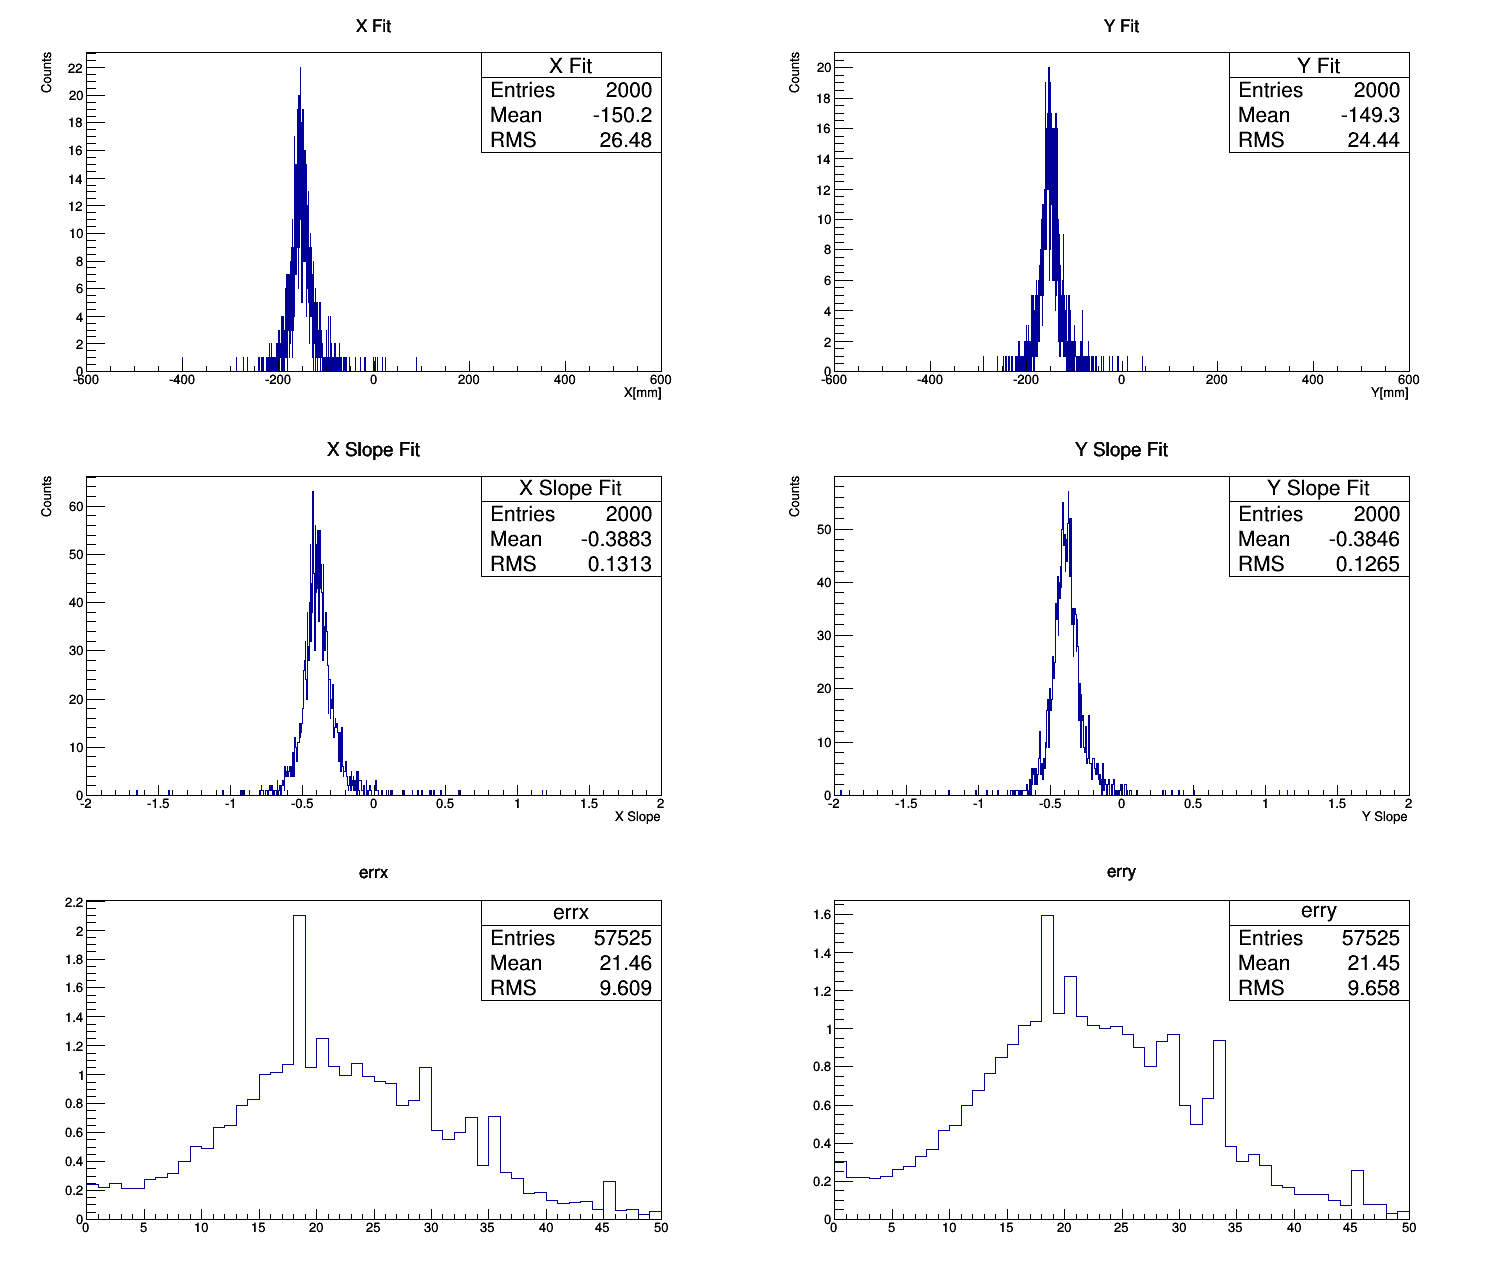 X Fit
Counts
22
20
18
16
14
12
10
8
6
4
2
0
-600 -400 -200 0 200 400 600
X[mm]
X Fit
Entries 2000
Mean -150.2
RMS 26.48
Y Fit
Counts
20
18
16
14
12
10
8
6
4
2
0
-600 -400 -200 0 200 400 600
Y[mm]
Y Fit
Entries 2000
Mean -149.3
RMS 24.44
X Slope Fit
Counts
60
50
40
30
20
10
0
-2 -1.5 -1 -0.5 0 0.5 1 1.5 2
X Slope
X Slope Fit
Entries 2000
Mean -0.3883
RMS 0.1313
Y Slope Fit
Counts
50
40
30
20
10
0
-2 -1.5 -1 -0.5 0 0.5 1 1.5 2
Y Slope
Y Slope Fit
Entries 2000
Mean -0.3846
RMS 0.1265
errx
2.2
2
1.8
1.6
1.4
1.2
1
0.8
0.6
0.4
0.2
0
0 5 10 15 20 25 30 35 40 45 50
errx
Entries 57525
Mean 21.46
RMS 9.609
erry
1.6
1.4
1.2
1
0.8
0.6
0.4
0.2
0
0 5 10 15 20 25 30 35 40 45 50
erry
Entries 57525
Mean 21.45
RMS 9.658